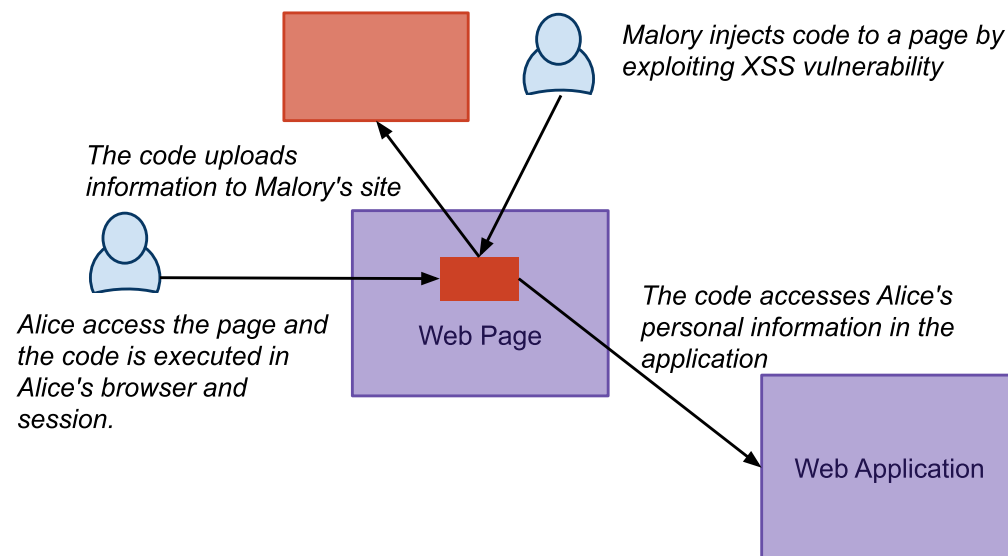 Malory injects code to a page by
exploiting XSS vulnerability
The code uploads
information to Malory's site
Alice access the page and
the code is executed in
Alice's browser and
session.
Web Page
The code accesses Alice's
personal information in the
application
Web Application